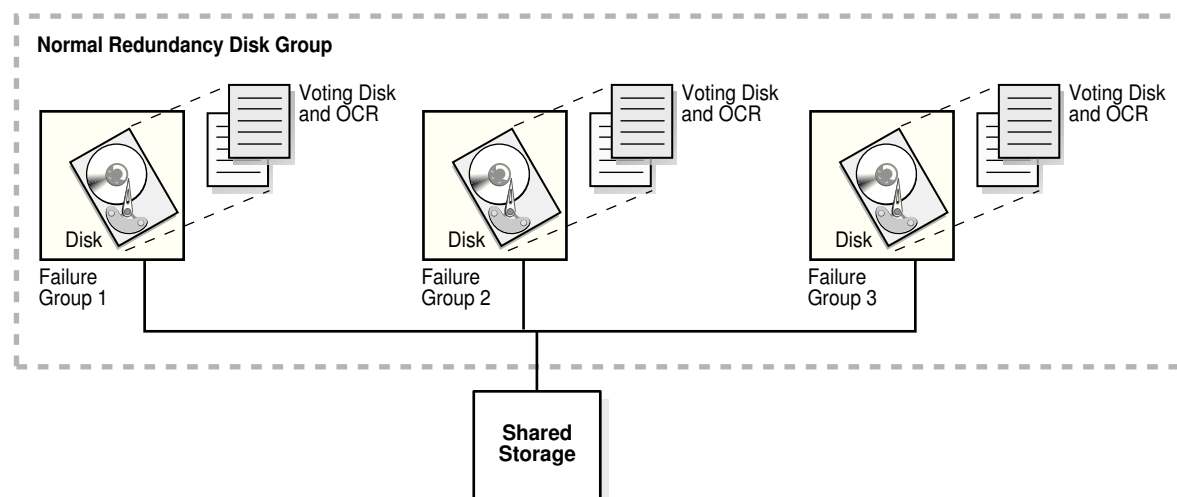 Normal Redundancy Disk Group
Voting Disk
and OCR
Disk
Failure
Group 1
Voting Disk
and OCR
Disk
Failure
Group 2
Voting Disk
and OCR
Disk
Failure
Group 3
Shared
Storage